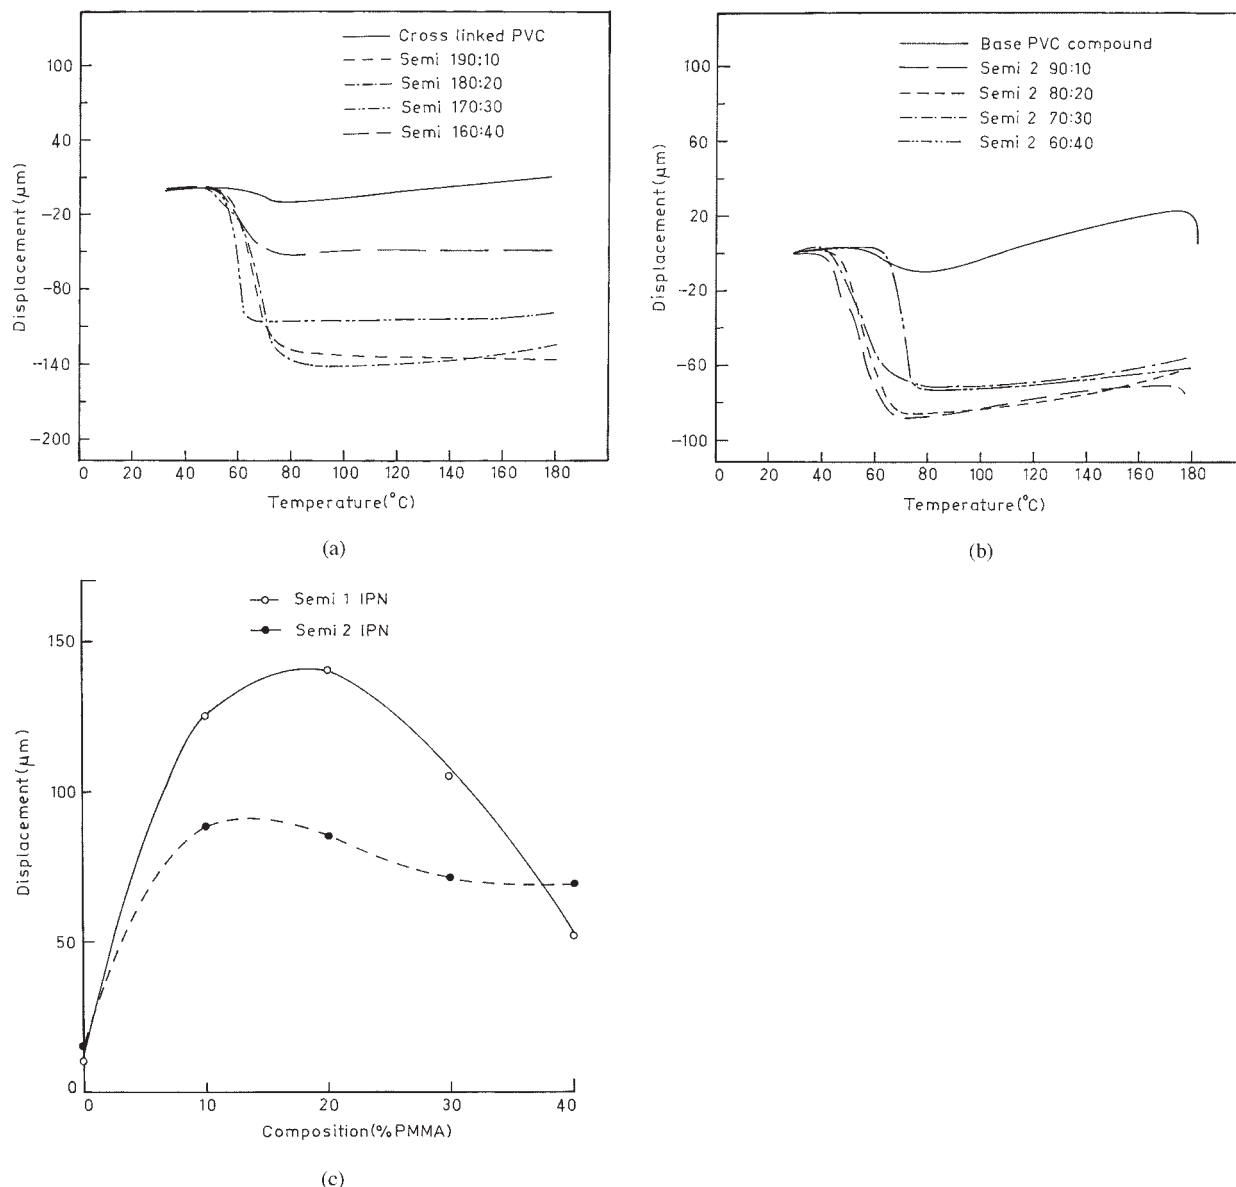 Cross linked PVC
Semi 190:10
Semi 180:20
Semi 170:30
Semi 160:40
100
40
-20
-80
-140
-200
Displacement(μm)
0 20 40 60 80 100 120 140 160 180
Temperature(°C)
(a)
Base PVC compound
Semi 2 90:10
Semi 2 80:20
Semi 2 70:30
Semi 2 60:40
100
60
20
-20
-60
-100
Displacement(μm)
0 20 40 60 80 100 120 140 160 180
Temperature(°C)
(b)
Semi 1 IPN
Semi 2 IPN
150
100
50
0
Displacement(μm)
0 10 20 30 40
Composition(%PMMA)
(c)